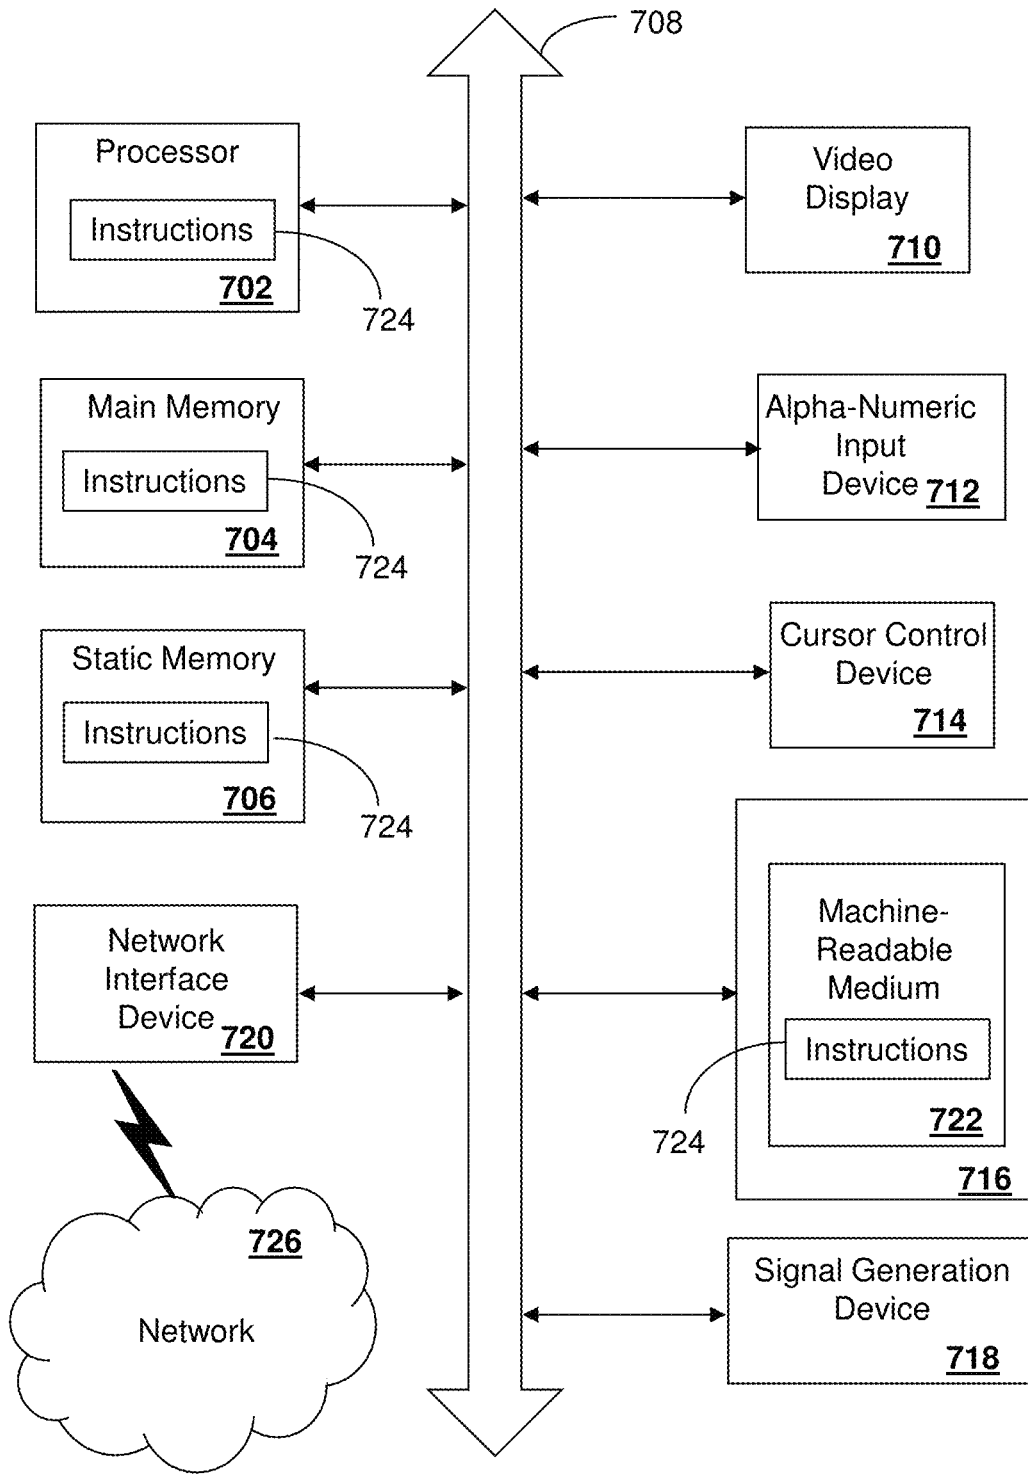 708
Processor
Instructions
702
724
Main Memory
Instructions
704
724
Static Memory
Instructions
706
724
Network
Interface
Device
720
726
Network
Video
Display
710
Alpha-Numeric
Input
Device
712
Cursor Control
Device
714
Machine-
Readable
Medium
Instructions
722
724
716
Signal Generation
Device
718